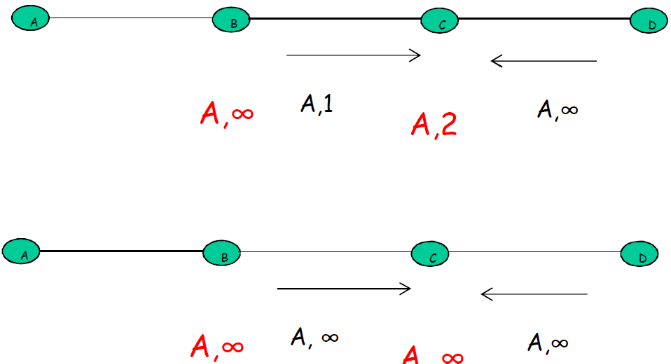 A B C D
A,∞ A,1 A,2 A,∞
A B C D
A,∞ A, ∞ A, ∞ A,∞